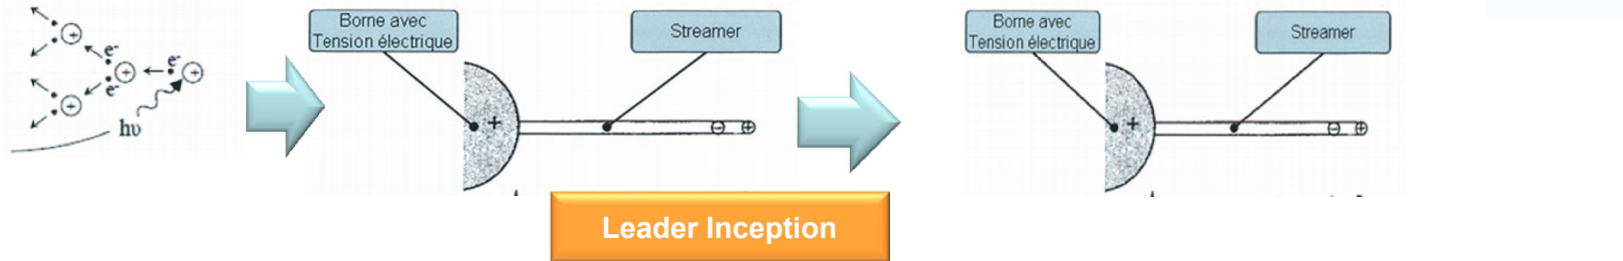 e⁻
e⁻
e⁻
hυ
Borne avec
Tension électrique
Streamer
Borne avec
Tension électrique
Streamer
Leader Inception